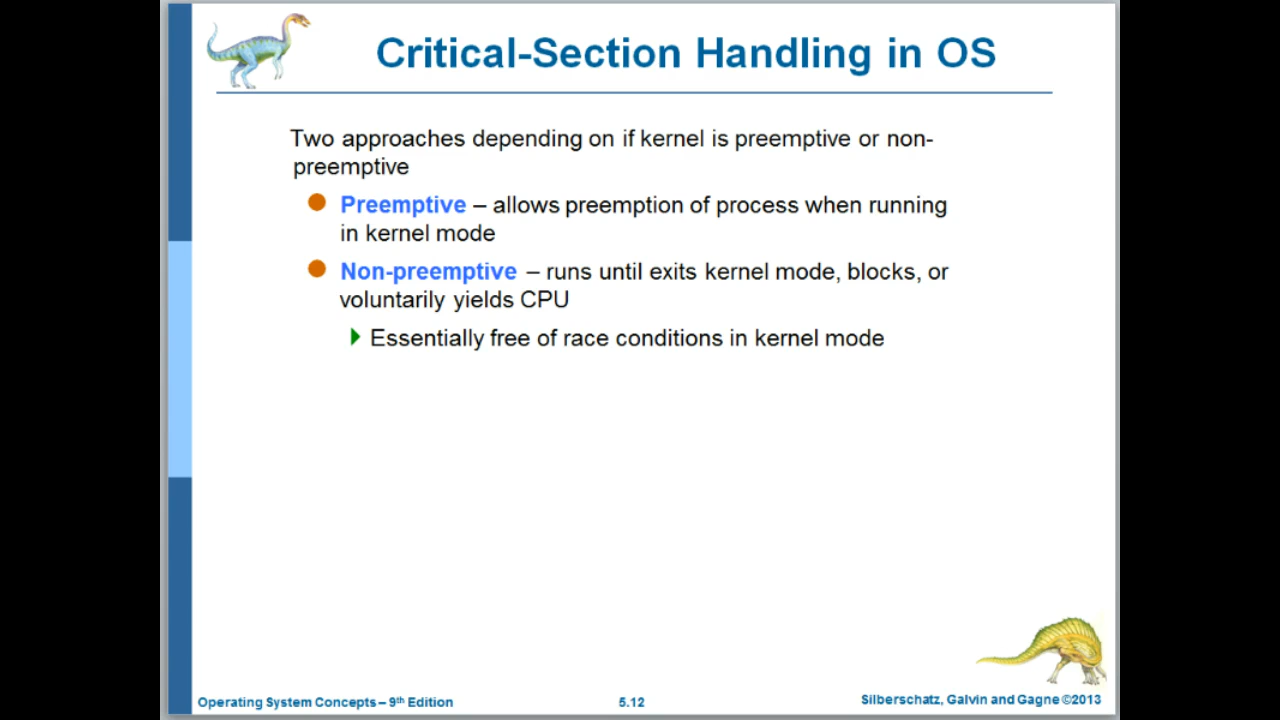 Critical-Section Handling in OS
Two approaches depending on if kernel is preemptive or non-
preemptive
Preemptive – allows preemption of process when running
in kernel mode
Non-preemptive – runs until exits kernel mode, blocks, or
voluntarily yields CPU
Essentially free of race conditions in kernel mode
Operating System Concepts – 9th Edition
5.12
Silberschatz, Galvin and Gagne ©2013